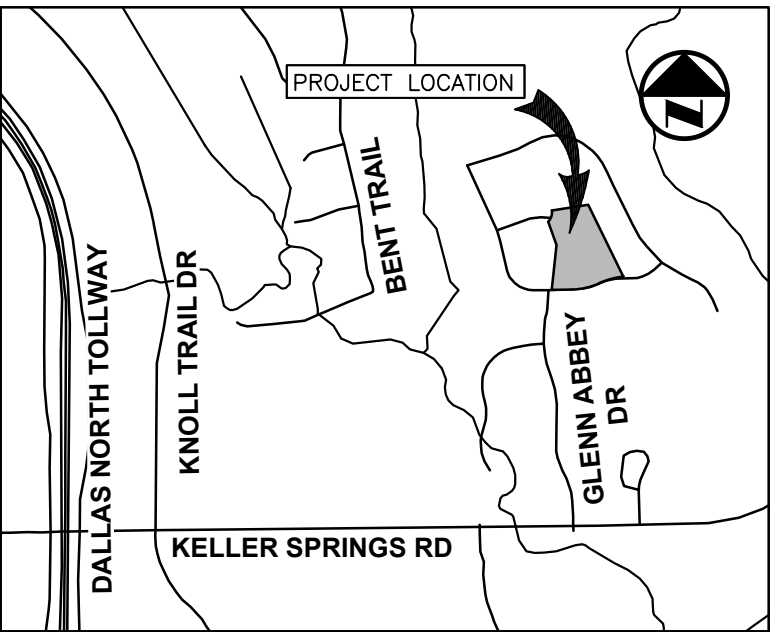 PROJECT LOCATION
N
BENT TRAIL
KNOLL TRAIL DR
DALLAS NORTH TOLLWAY
GLENN ABBEY
DR
KELLER SPRINGS RD